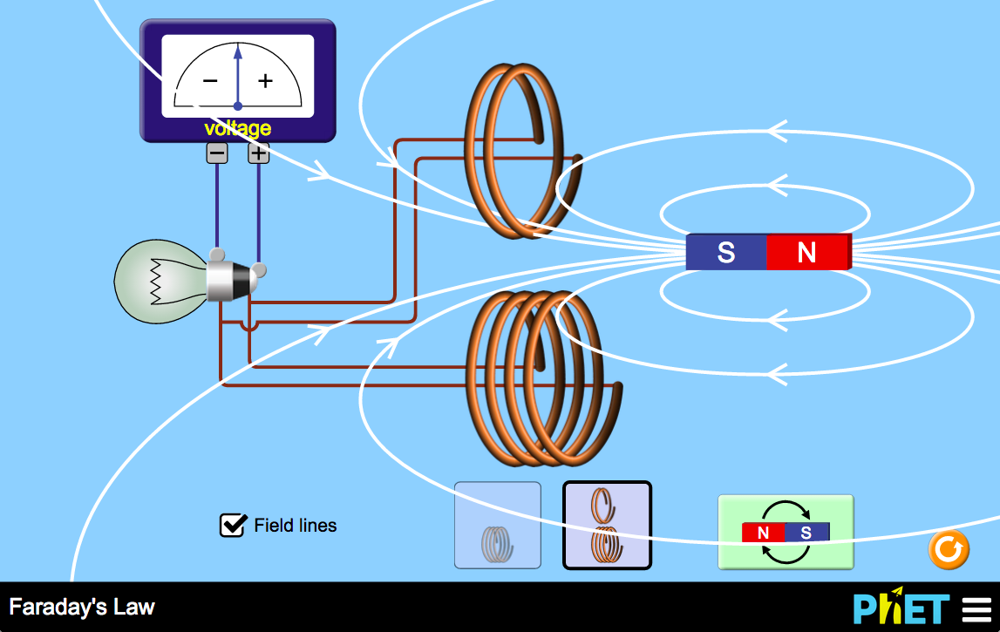 − +
voltage
− +
S N
Field lines
N S
Faraday's Law
PhET